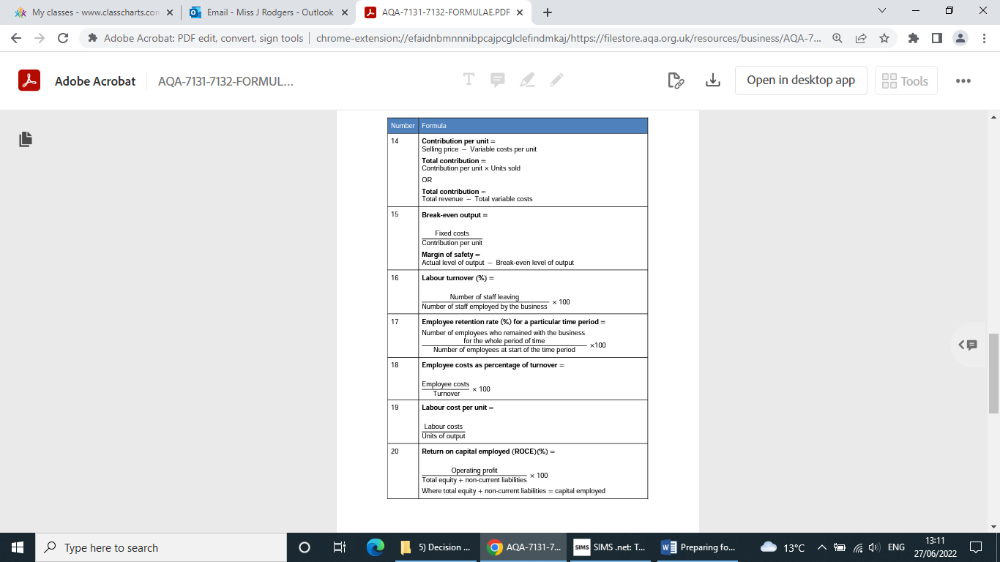 My classes - www.classcharts.com
Email - Miss J Rodgers - Outlook
AQA-7131-7132-FORMULAE.PDF
Adobe Acrobat: PDF edit, convert, sign tools
chrome-extension://efaidnbmnnnibpcajpcglclefindmkaj/https://filestore.aqa.org.uk/resources/business/AQA-7...
Adobe Acrobat
AQA-7131-7132-FORMUL...
Open in desktop app
Tools
Number Formula
14 Contribution per unit =
Selling price − Variable costs per unit
Total contribution =
Contribution per unit × Units sold
OR
Total contribution =
Total revenue − Total variable costs
15 Break-even output =
Fixed costs
Contribution per unit
Margin of safety =
Actual level of output − Break-even level of output
16 Labour turnover (%) =
Number of staff leaving
Number of staff employed by the business × 100
17 Employee retention rate (%) for a particular time period =
Number of employees who remained with the business
for the whole period of time
Number of employees at start of the time period ×100
18 Employee costs as percentage of turnover =
Employee costs
Turnover × 100
19 Labour cost per unit =
Labour costs
Units of output
20 Return on capital employed (ROCE)(%) =
Operating profit
Total equity + non-current liabilities × 100
Where total equity + non-current liabilities = capital employed
Type here to search
5) Decision ...
AQA-7131-7...
SIMS
SIMS .net: T...
Preparing fo...
13°C
ENG
13:11
27/06/2022